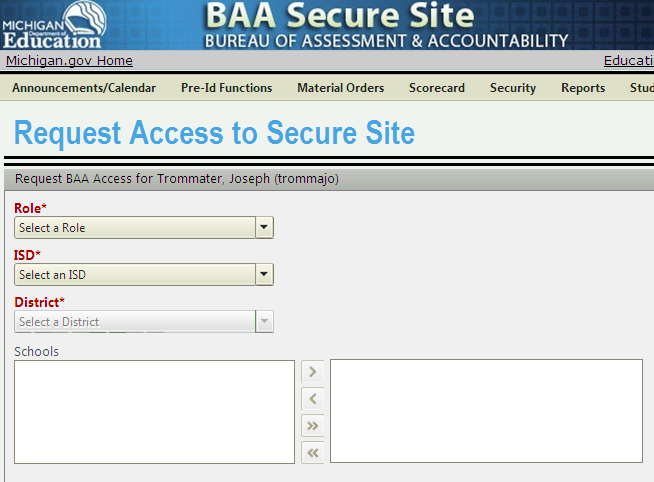 MICHIGAN
Department of
Education
BAA Secure Site
BUREAU OF ASSESSMENT & ACCOUNTABILITY
Michigan.gov Home
Educati
Announcements/Calendar Pre-Id Functions Material Orders Scorecard Security Reports Stud
Request Access to Secure Site
Request BAA Access for Trommater, Joseph (trommajo)
Role*
Select a Role
ISD*
Select an ISD
District*
Select a District
Schools